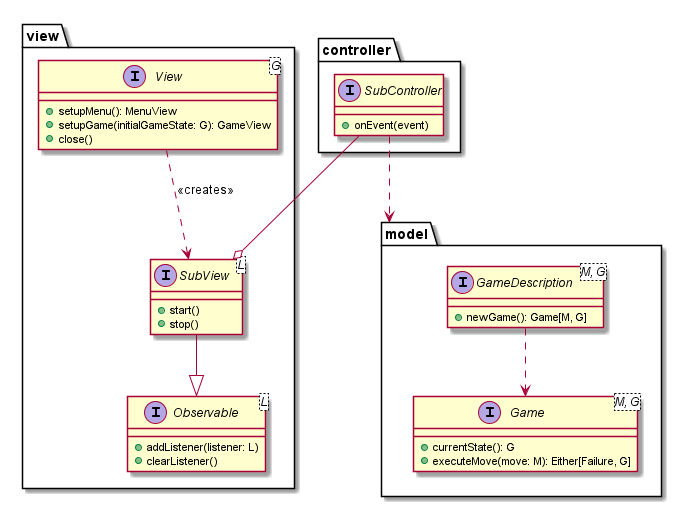 view
I View G
setupMenu(): MenuView
setupGame(initialGameState: G): GameView
close()
«creates»
I SubView L
start()
stop()
I Observable L
addListener(listener: L)
clearListener()
controller
I SubController
onEvent(event)
model
I GameDescription M, G
newGame(): Game[M, G]
I Game M, G
currentState(): G
executeMove(move: M): Either[Failure, G]